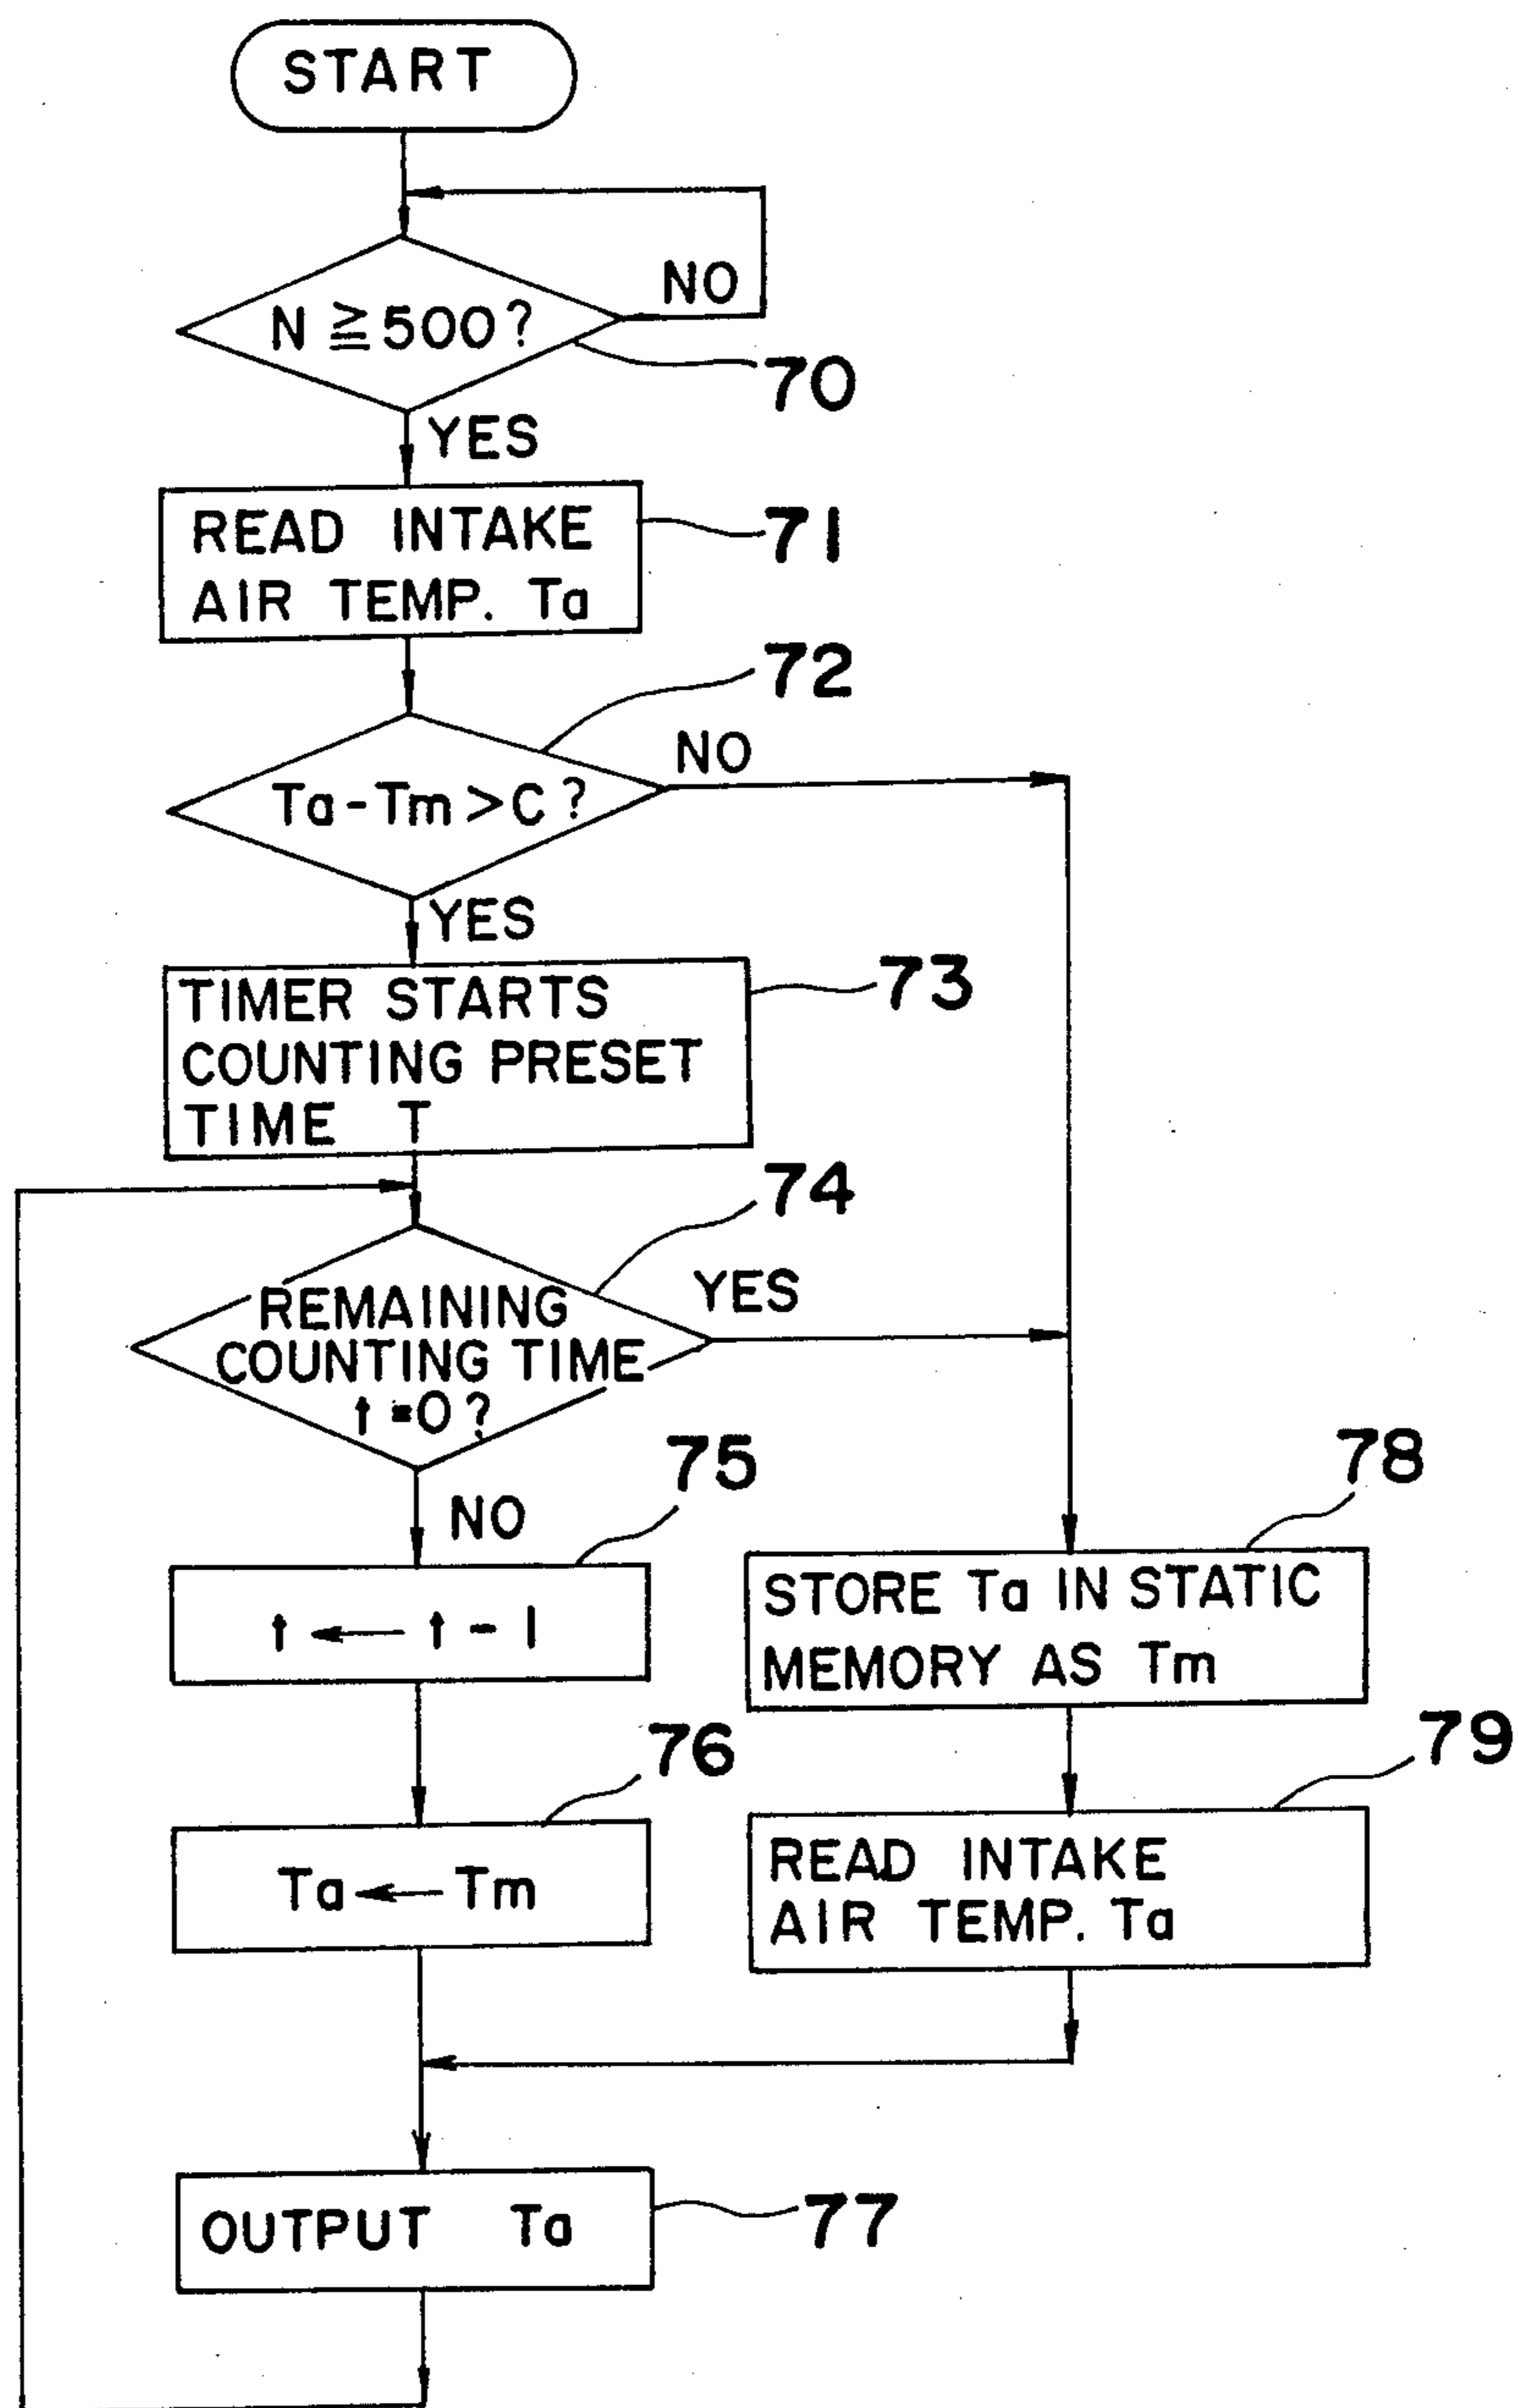 START
NO
N ≧ 500?
70
YES
READ INTAKE
AIR TEMP. Ta
71
72
NO
Ta - Tm > C?
YES
TIMER STARTS
COUNTING PRESET
TIME T
73
74
REMAINING
COUNTING TIME
t = 0?
YES
NO
75
t ← t - 1
78
STORE Ta IN STATIC
MEMORY AS Tm
76
Ta ← Tm
79
READ INTAKE
AIR TEMP. Ta
OUTPUT Ta
77